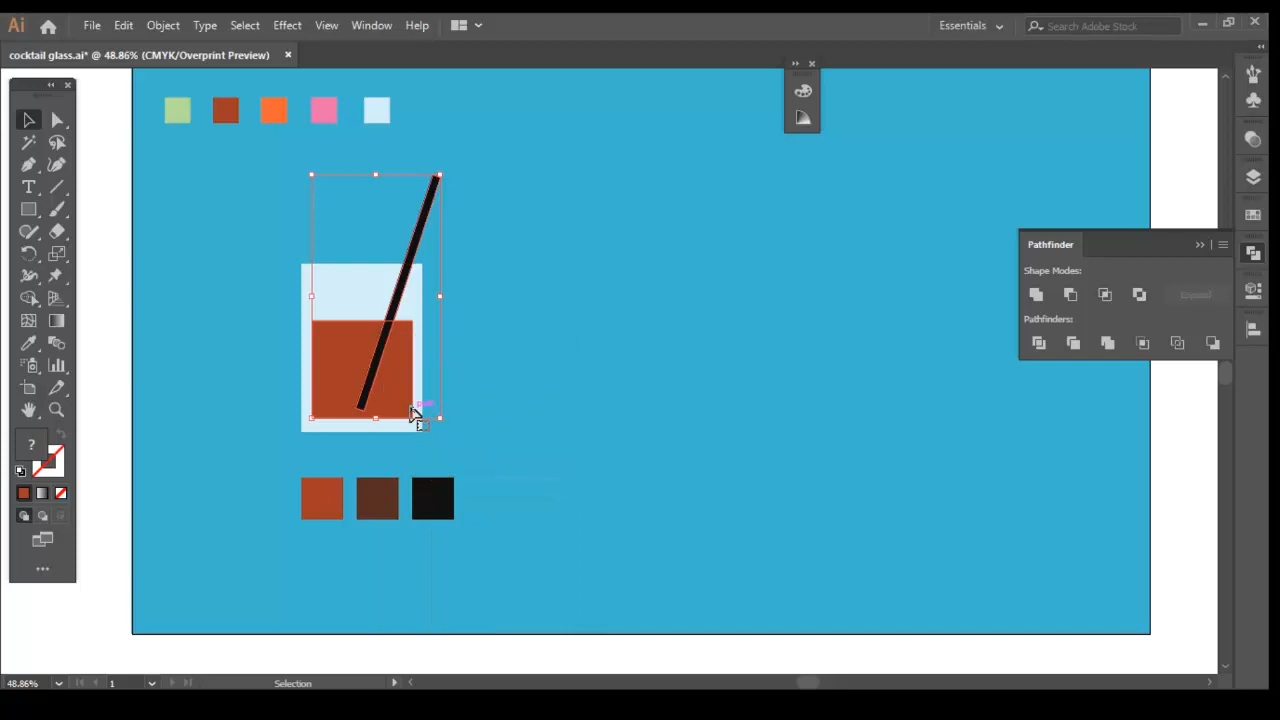 Ai File Edit Object Type Select Effect View Window Help Essentials Search Adobe Stock
cocktail glass.ai* @ 48.86% (CMYK/Overprint Preview)
Pathfinder
Shape Modes:
Expand
Pathfinders:
T
?
48.86% 1 Selection